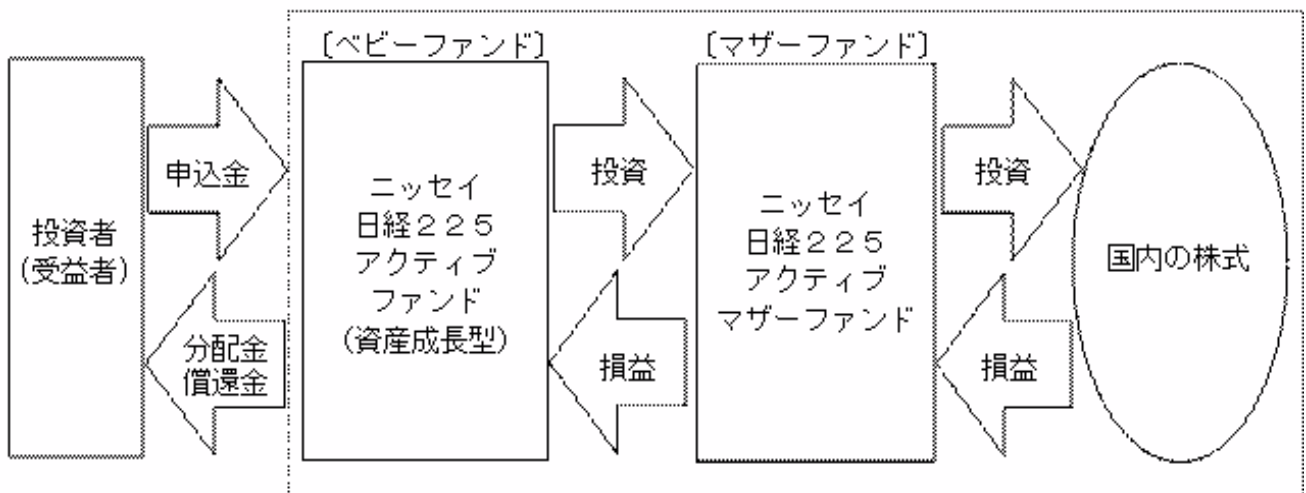 〔ベビーファンド〕
〔マザーファンド〕
投資者
(受益者)
申込金
分配金
償還金
ニッセイ
日経２２５
アクティブ
ファンド
(資産成長型)
投資
損益
ニッセイ
日経２２５
アクティブ
マザーファンド
投資
損益
国内の株式